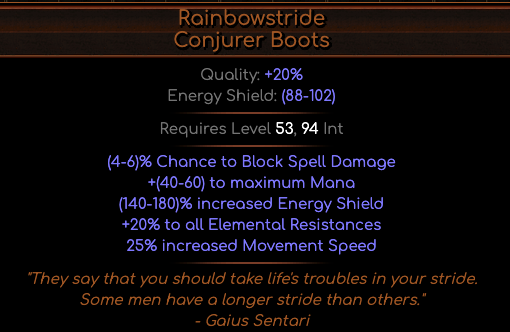 Rainbowstride
Conjurer Boots
Quality: +20%
Energy Shield: (88-102)
Requires Level 53, 94 Int
(4-6)% Chance to Block Spell Damage
+(40-60) to maximum Mana
(140-180)% increased Energy Shield
+20% to all Elemental Resistances
25% increased Movement Speed
"They say that you should take life's troubles in your stride.
Some men have a longer stride than others."
- Gaius Sentari